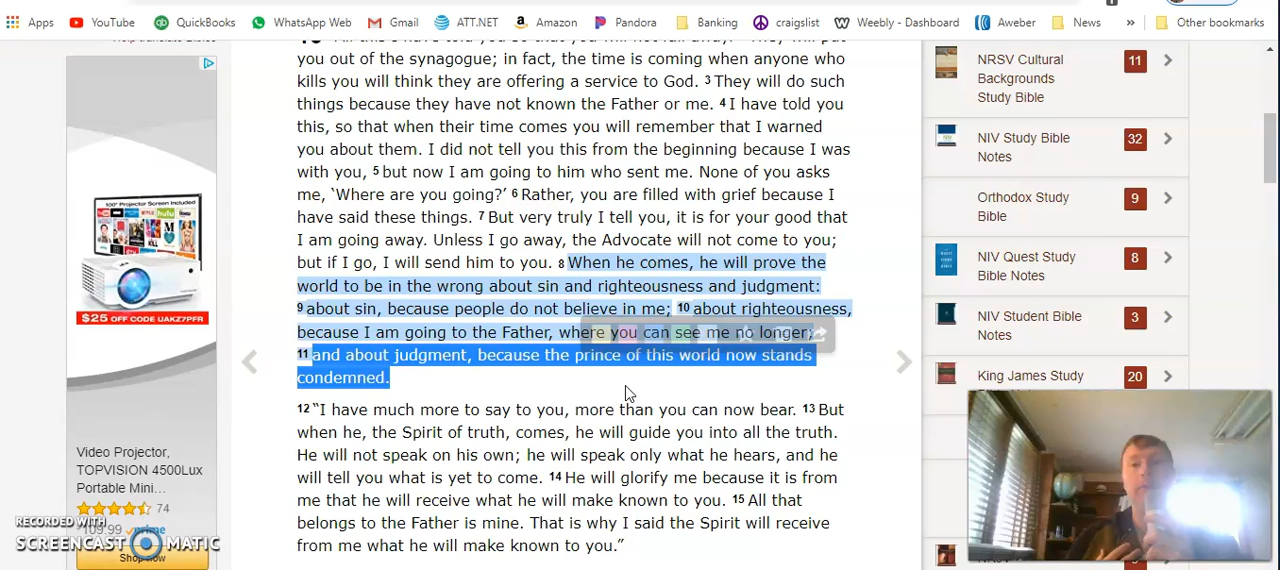 Apps YouTube QuickBooks WhatsApp Web Gmail ATT.NET Amazon Pandora Banking craigslist Weebly - Dashboard Aweber News » Other bookmarks
you out of the synagogue; in fact, the time is coming when anyone who
kills you will think they are offering a service to God. 3 They will do such
things because they have not known the Father or me. 4 I have told you
this, so that when their time comes you will remember that I warned
you about them. I did not tell you this from the beginning because I was
with you, 5 but now I am going to him who sent me. None of you asks
me, ‘Where are you going?’ 6 Rather, you are filled with grief because I
have said these things. 7 But very truly I tell you, it is for your good that
I am going away. Unless I go away, the Advocate will not come to you;
but if I go, I will send him to you. 8 When he comes, he will prove the
world to be in the wrong about sin and righteousness and judgment:
9 about sin, because people do not believe in me; 10 about righteousness,
because I am going to the Father, where you can see me no longer;
11 and about judgment, because the prince of this world now stands
condemned.
12 “I have much more to say to you, more than you can now bear. 13 But
when he, the Spirit of truth, comes, he will guide you into all the truth.
He will not speak on his own; he will speak only what he hears, and he
will tell you what is yet to come. 14 He will glorify me because it is from
me that he will receive what he will make known to you. 15 All that
belongs to the Father is mine. That is why I said the Spirit will receive
from me what he will make known to you.”
100" Projector Screen Included
hulu
$25 OFF CODE UAKZ7PFR
Video Projector,
TOPVISION 4500Lux
Portable Mini...
74
$109.99 prime
Shop now
RECORDED WITH
SCREENCAST MATIC
NRSV Cultural
Backgrounds
Study Bible
11
NIV Study Bible
Notes
32
Orthodox Study
Bible
9
NIV Quest Study
Bible Notes
8
NIV Student Bible
Notes
3
King James Study
20